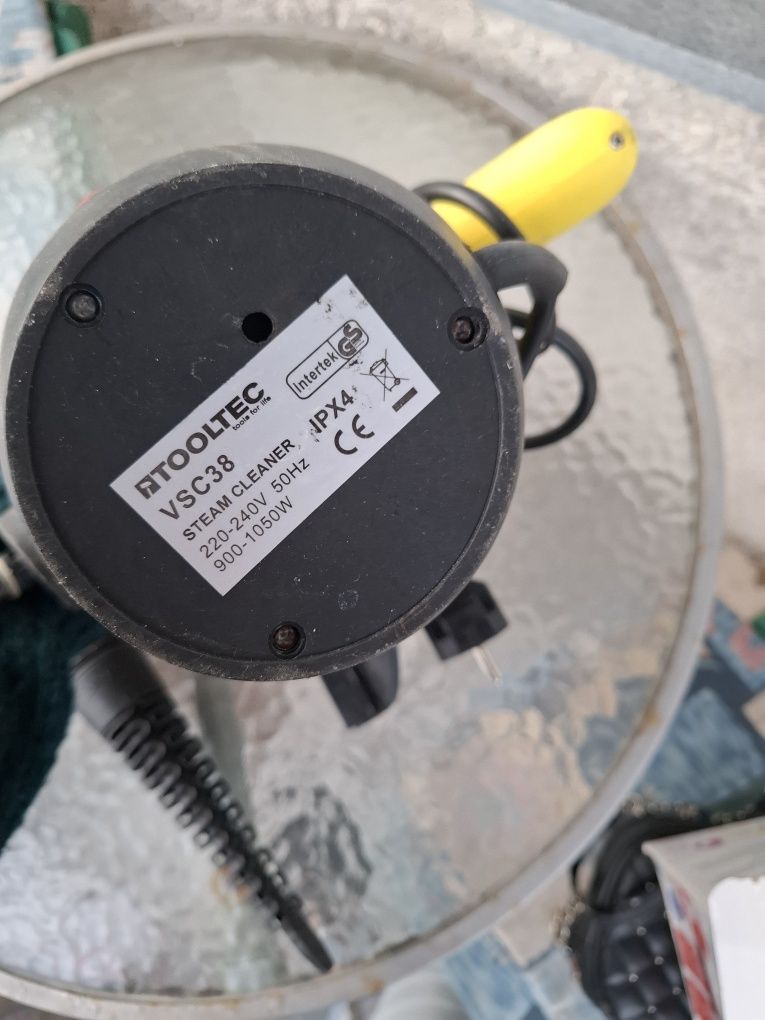 TOOLTEC
tools for life
VSC38
STEAM CLEANER
220-240V 50Hz
900-1050W
Intertek GS
IPX4
CE